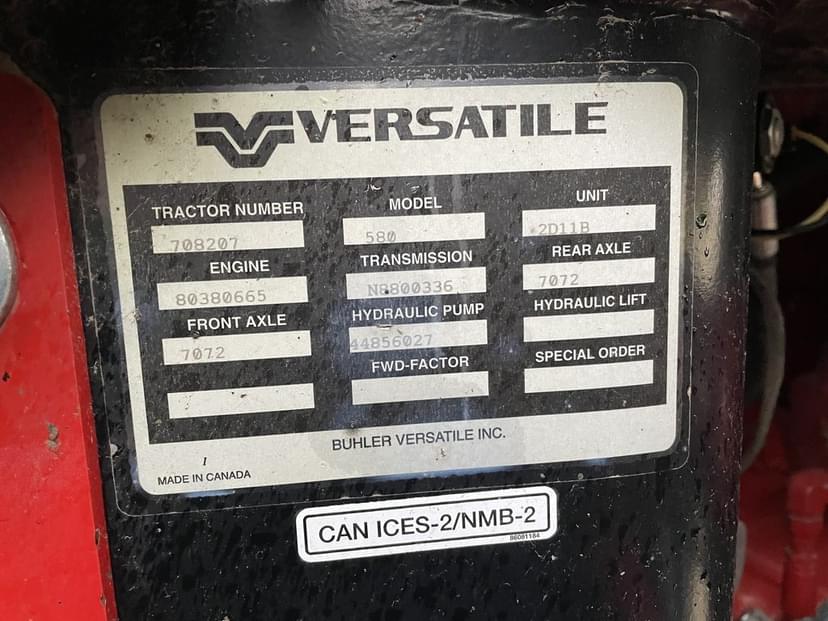 VERSATILE
TRACTOR NUMBER MODEL UNIT
708207 580 2D11B
ENGINE TRANSMISSION REAR AXLE
80380665 N8800336 7072
FRONT AXLE HYDRAULIC PUMP HYDRAULIC LIFT
7072 44856027
FWD-FACTOR SPECIAL ORDER
BUHLER VERSATILE INC.
1
MADE IN CANADA
CAN ICES-2/NMB-2
86081184